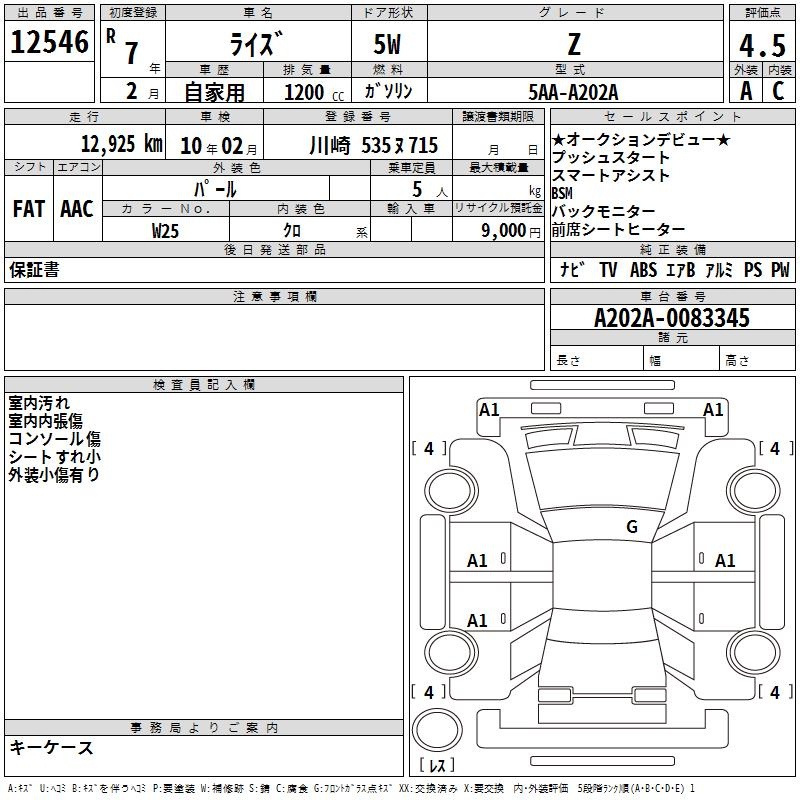 出品番号 初度登録 車名 ドア形状 グレード 評価点
12546 R 7 年 ﾗｲｽﾞ 5W Z 4.5
車歴 排気量 燃料 型式 外装 内装
2 月 自家用 1200 CC ｶﾞｿﾘﾝ 5AA-A202A A C
走行 車検 登録番号 譲渡書類期限 セールスポイント
12,925 km 10 年 02 月 川崎 535 ﾇ 715 月 日
★オークションデビュー★
プッシュスタート
スマートアシスト
BSM
バックモニター
前席シートヒーター
シフト エアコン 外装色 乗車定員 最大積載量
FAT AAC ﾊﾟｰﾙ 5 人 kg
カラーNo. 内装色 輸入車 リサイクル預託金
W25 ｸﾛ 系 9,000 円
後日発送部品 純正装備
保証書 ﾅﾋﾞ TV ABS ｴｱB ｱﾙﾐ PS PW
注意事項欄 車台番号
A202A-0083345
諸元
長さ 幅 高さ
検査員記入欄
室内汚れ
室内内張傷
コンソール傷
シートすれ小
外装小傷有り
A1 A1
[ 4 ] [ 4 ]
G
A1 A1
A1
[ 4 ] [ 4 ]
[ ﾚｽ ]
事務局よりご案内
キーケース
A:ｷｽﾞ U:ﾍｺﾐ B:ｷｽﾞを伴うﾍｺﾐ P:要塗装 W:補修跡 S:錆 C:腐食 G:ﾌﾛﾝﾄｶﾞﾗｽ点ｷｽﾞ XX:交換済み X:要交換 内・外装評価 5段階ﾗﾝｸ順(A・B・C・D・E) 1